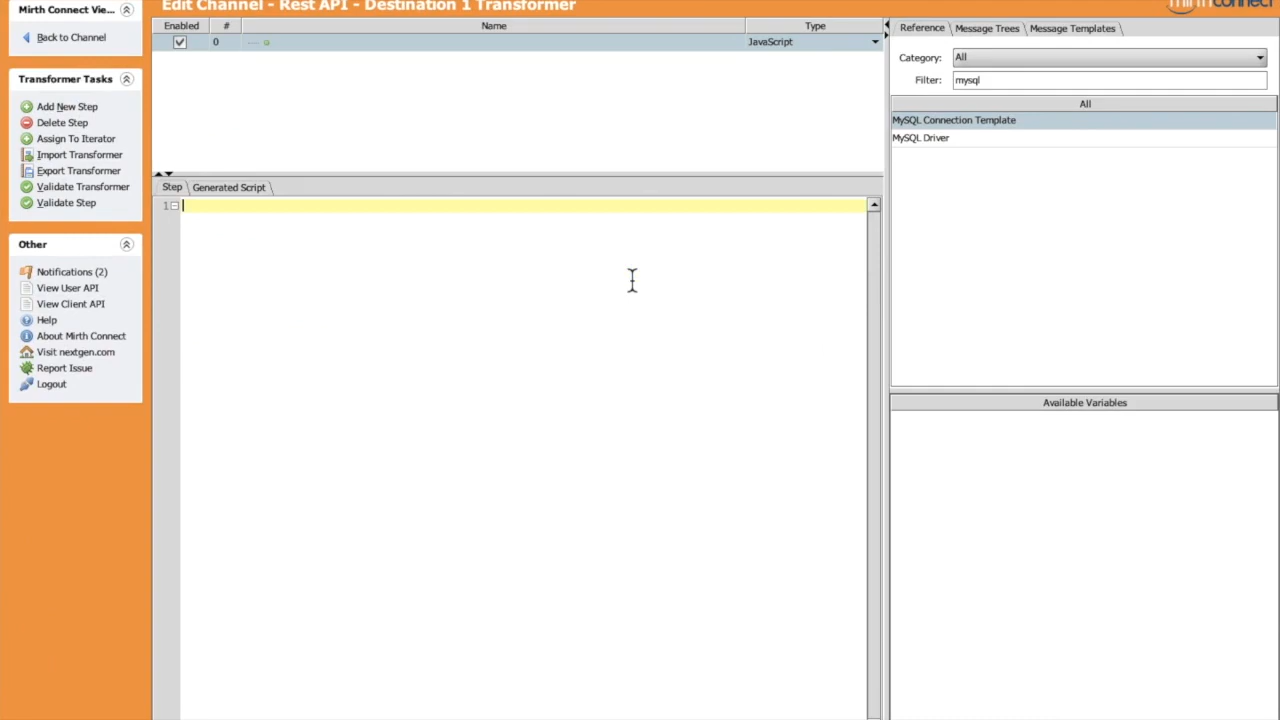 Mirth Connect Vie...
Back to Channel
Transformer Tasks
Add New Step
Delete Step
Assign To Iterator
Import Transformer
Export Transformer
Validate Transformer
Validate Step
Other
Notifications (2)
View User API
View Client API
Help
About Mirth Connect
Visit nextgen.com
Report Issue
Logout
Edit Channel - Rest API - Destination 1 Transformer
Enabled # Name Type
0 JavaScript
Step Generated Script
1
mirth connect
Reference Message Trees Message Templates
Category: All
Filter: mysql
All
MySQL Connection Template
MySQL Driver
Available Variables